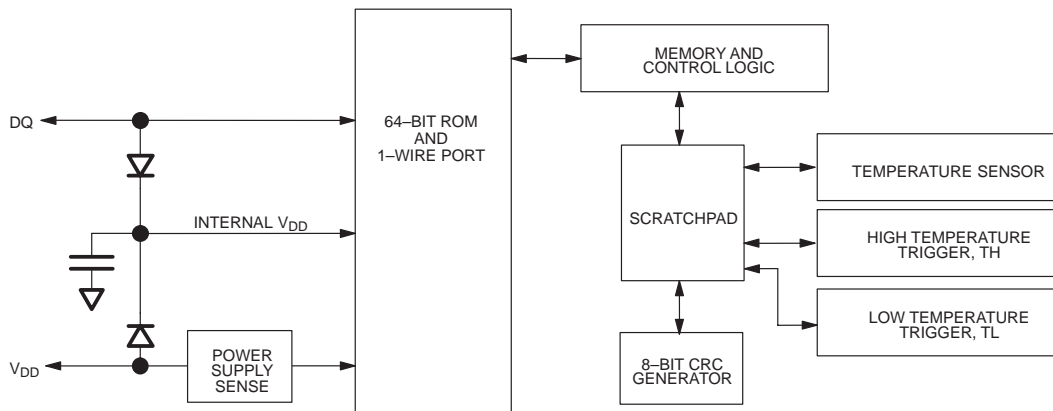 DQ
INTERNAL VDD
VDD
POWER
SUPPLY
SENSE
64–BIT ROM
AND
1–WIRE PORT
MEMORY AND
CONTROL LOGIC
SCRATCHPAD
8–BIT CRC
GENERATOR
TEMPERATURE SENSOR
HIGH TEMPERATURE
TRIGGER, TH
LOW TEMPERATURE
TRIGGER, TL